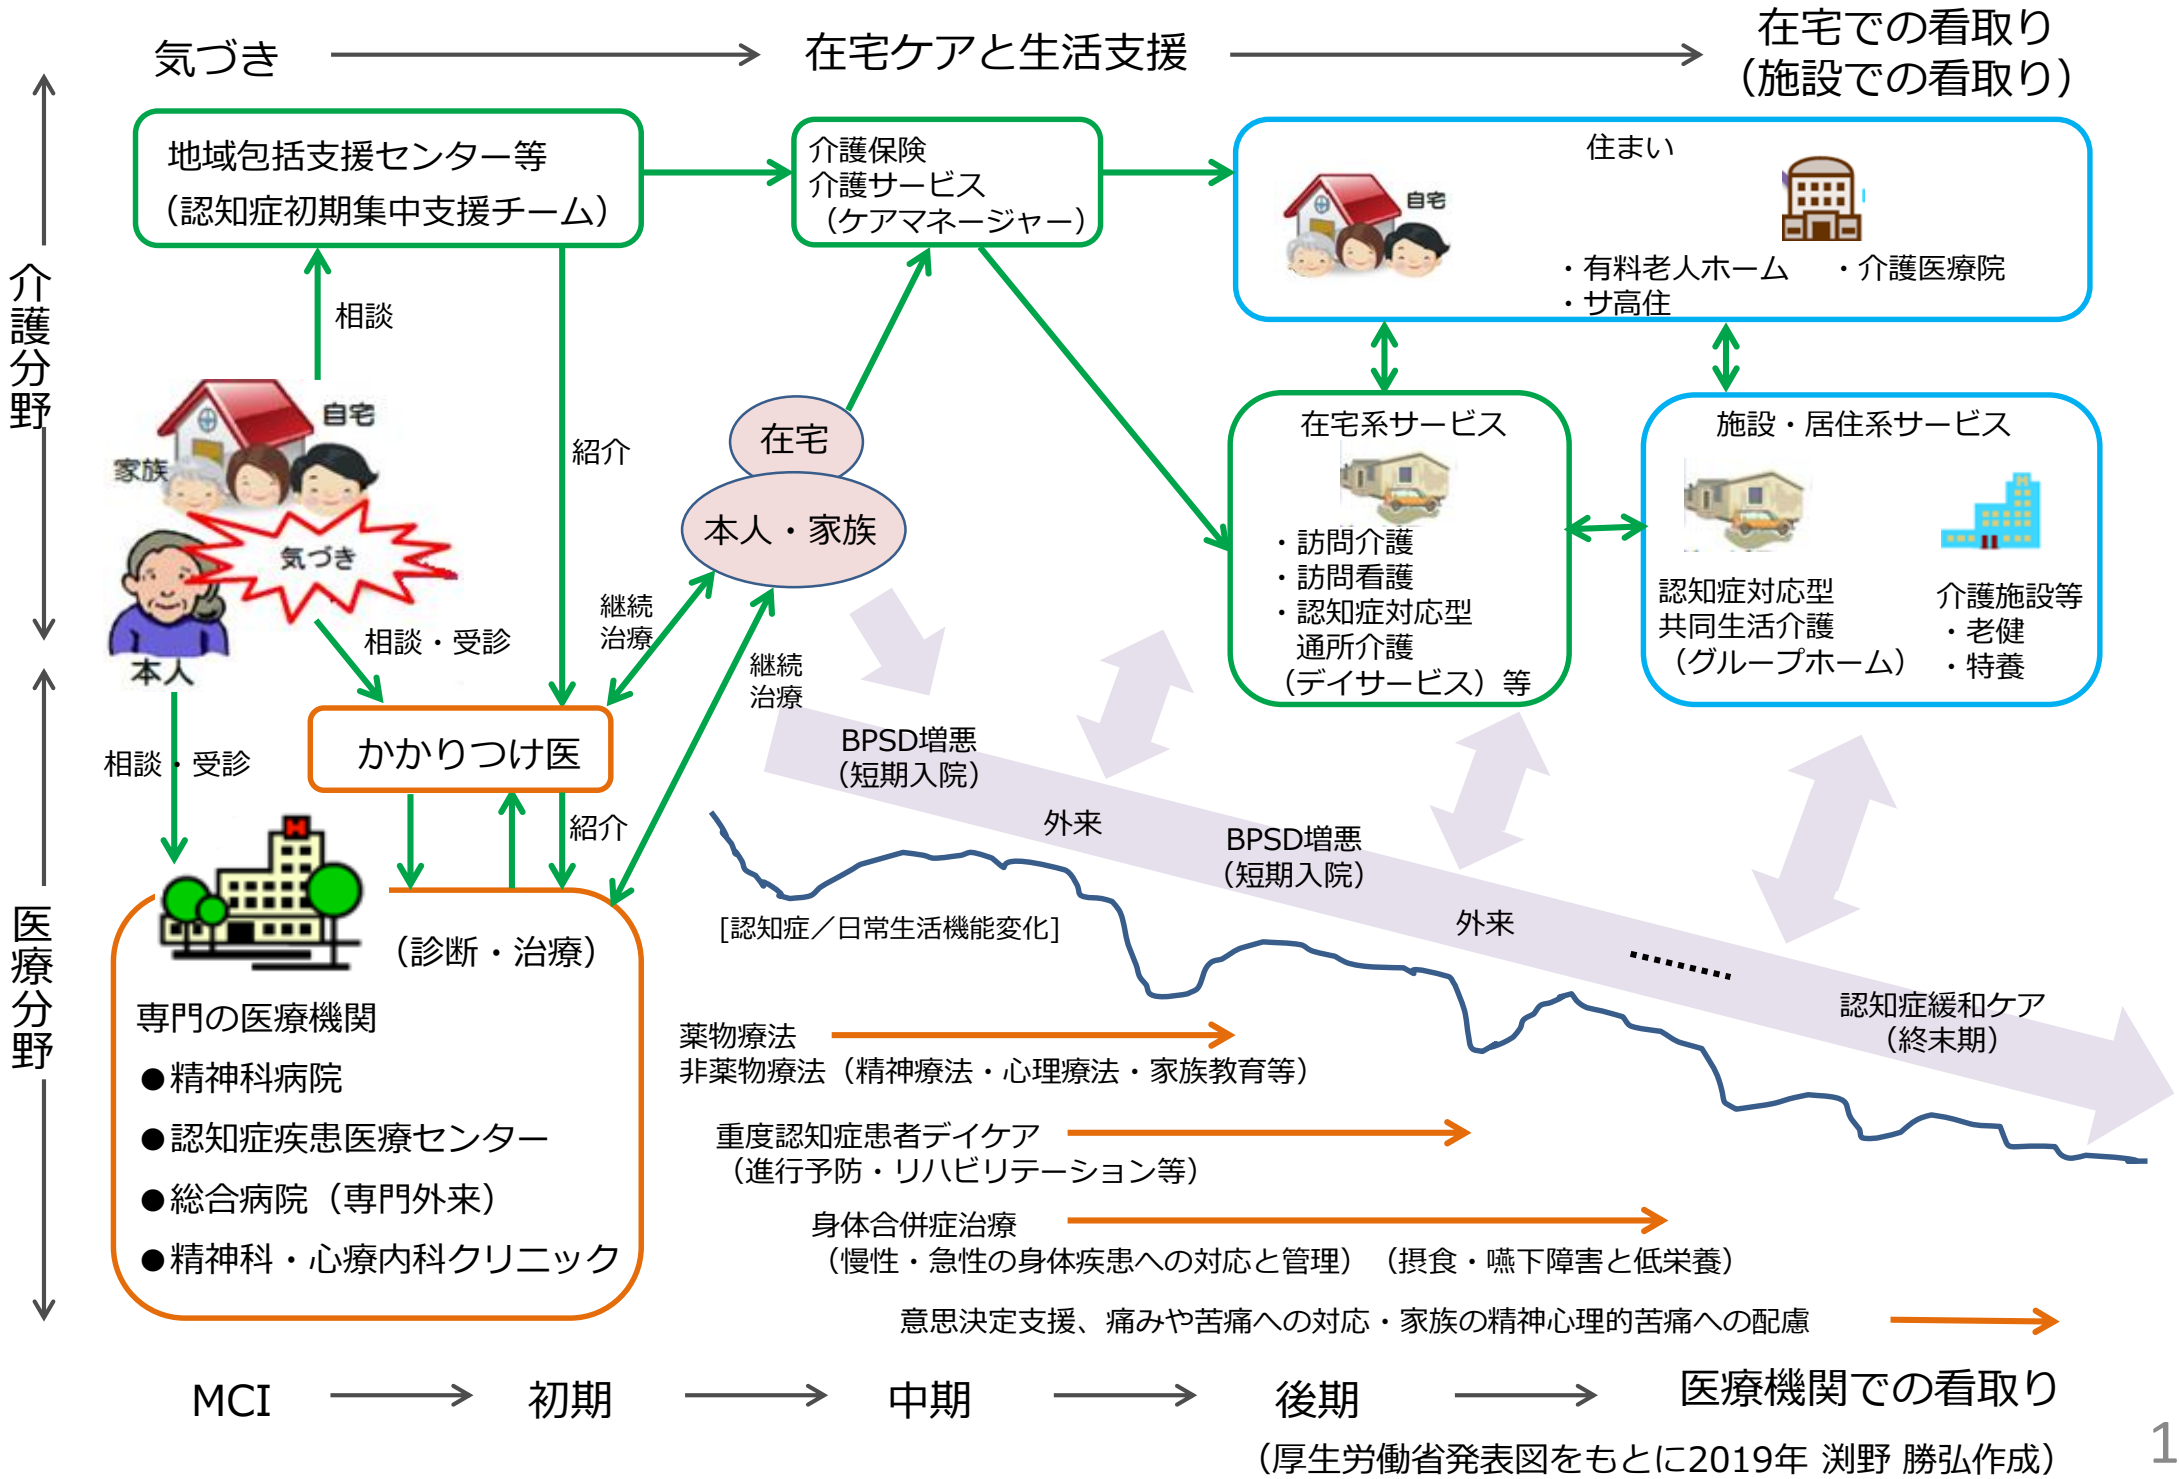 気づき
在宅ケアと生活支援
在宅での看取り
（施設での看取り）
介護分野
地域包括支援センター等
（認知症初期集中支援チーム）
介護保険
介護サービス
（ケアマネージャー）
住まい
自宅
・有料老人ホーム
・サ高住
・介護医療院
相談
自宅
家族
気づき
本人
紹介
在宅
本人・家族
在宅系サービス
・訪問介護
・訪問看護
・認知症対応型
通所介護
（デイサービス）等
施設・居住系サービス
認知症対応型
共同生活介護
（グループホーム）
介護施設等
・老健
・特養
相談・受診
継続
治療
継続
治療
医療分野
相談・受診
かかりつけ医
紹介
BPSD増悪
（短期入院）
外来
BPSD増悪
（短期入院）
外来
認知症緩和ケア
（終末期）
[認知症／日常生活機能変化]
（診断・治療）
専門の医療機関
●精神科病院
●認知症疾患医療センター
●総合病院（専門外来）
●精神科・心療内科クリニック
薬物療法
非薬物療法（精神療法・心理療法・家族教育等）
重度認知症患者デイケア
（進行予防・リハビリテーション等）
身体合併症治療
（慢性・急性の身体疾患への対応と管理）（摂食・嚥下障害と低栄養）
意思決定支援、痛みや苦痛への対応・家族の精神心理的苦痛への配慮
MCI
初期
中期
後期
医療機関での看取り
（厚生労働省発表図をもとに2019年 渕野 勝弘作成）
1